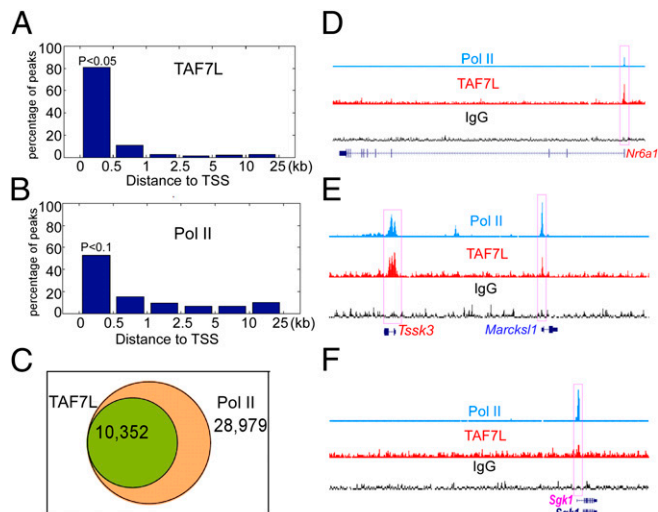 A
percentage of peaks
100
80
60
40
20
0
P<0.05
TAF7L
0 0.5 1 2.5 5 10 25 (kb)
Distance to TSS
B
percentage of peaks
100
80
60
40
20
0
P<0.1
Pol II
0 0.5 1 2.5 5 10 25 (kb)
Distance to TSS
C
TAF7L
Pol II
10,352
28,979
D
Pol II
TAF7L
IgG
Nr6a1
E
Pol II
TAF7L
IgG
Tssk3 Marcksl1
F
Pol II
TAF7L
IgG
Sgk1